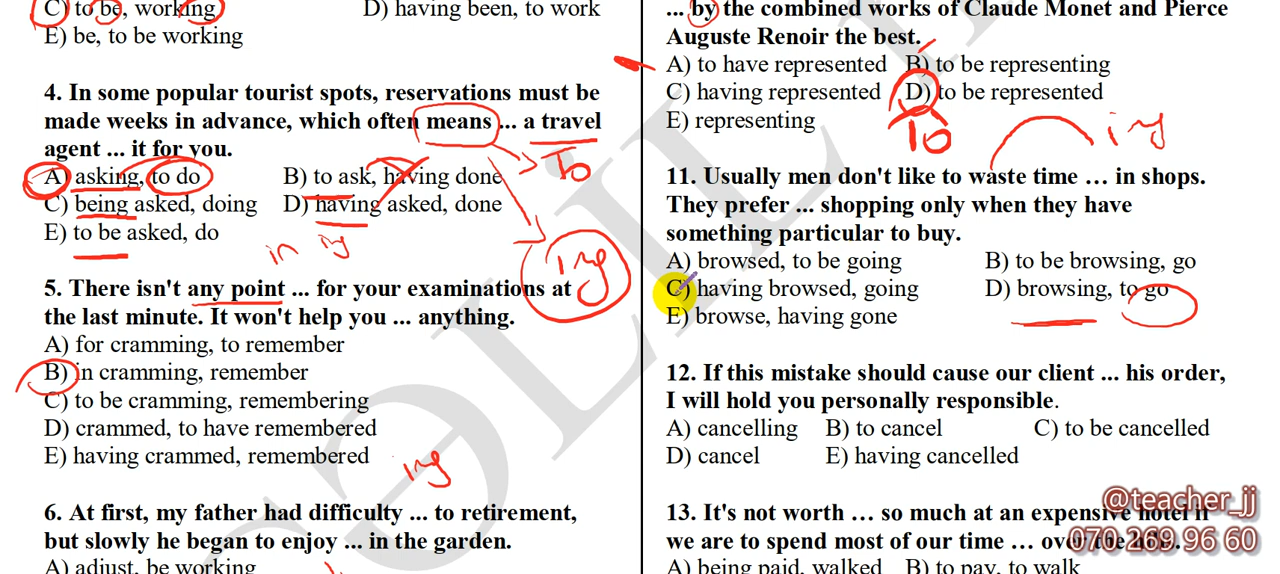 C) to be, working D) having been, to work
E) be, to be working
4. In some popular tourist spots, reservations must be
made weeks in advance, which often means ... a travel
agent ... it for you.
A) asking, to do B) to ask, having done
C) being asked, doing D) having asked, done
E) to be asked, do
To
in ing
ing
5. There isn't any point ... for your examinations at
the last minute. It won't help you ... anything.
A) for cramming, to remember
B) in cramming, remember
C) to be cramming, remembering
D) crammed, to have remembered
E) having crammed, remembered
ing
6. At first, my father had difficulty ... to retirement,
but slowly he began to enjoy ... in the garden.
A) adjust, be working
... by the combined works of Claude Monet and Pierce
Auguste Renoir the best.
A) to have represented B) to be representing
C) having represented D) to be represented
E) representing
To
ing
11. Usually men don't like to waste time ... in shops.
They prefer ... shopping only when they have
something particular to buy.
A) browsed, to be going B) to be browsing, go
C) having browsed, going D) browsing, to go
E) browse, having gone
12. If this mistake should cause our client ... his order,
I will hold you personally responsible.
A) cancelling B) to cancel C) to be cancelled
D) cancel E) having cancelled
13. It's not worth ... so much at an expensive hotel if
we are to spend most of our time ... over the
A) being paid, walked B) to pay, to walk
@teacher_jj
070 269 96 60